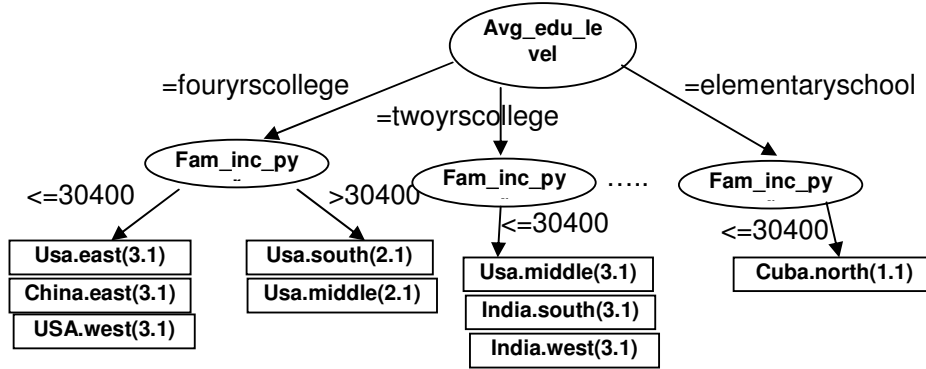 Avg_edu_le
vel
=fouryrscollege
=twoyrscollege
=elementaryschool
Fam_inc_py
Fam_inc_py
.....
Fam_inc_py
<=30400
>30400
<=30400
<=30400
Usa.east(3.1)
China.east(3.1)
USA.west(3.1)
Usa.south(2.1)
Usa.middle(2.1)
Usa.middle(3.1)
India.south(3.1)
India.west(3.1)
Cuba.north(1.1)